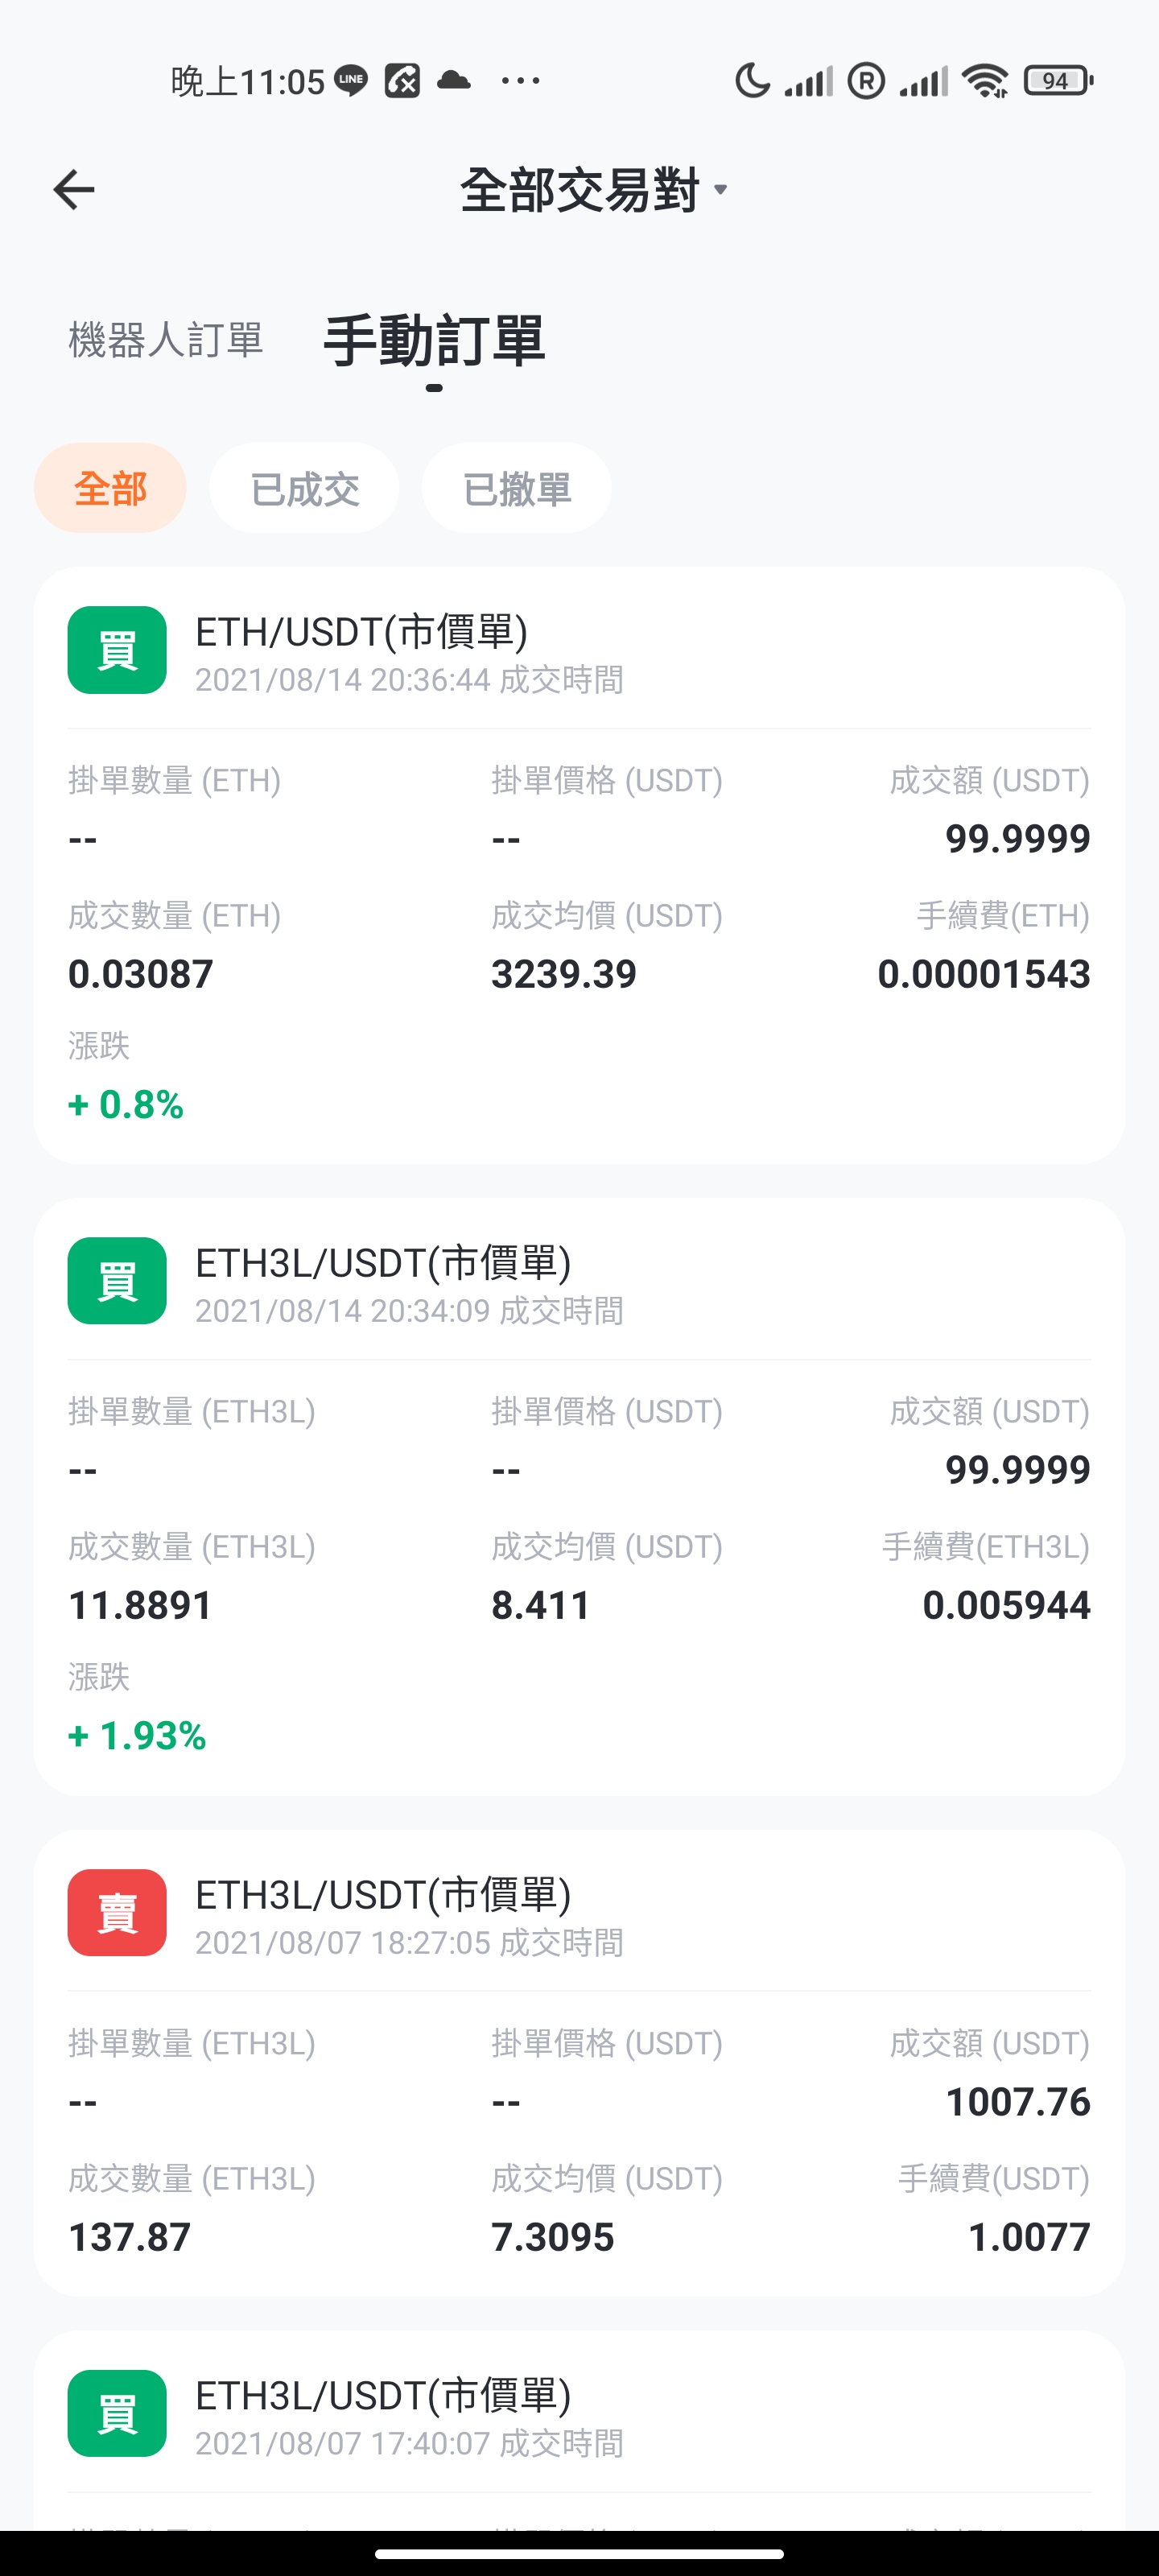 晚上11:05 LINE ... R 94
全部交易對
機器人訂單 手動訂單
全部 已成交 已撤單
買 ETH/USDT(市價單)
2021/08/14 20:36:44 成交時間
掛單數量 (ETH) 掛單價格 (USDT) 成交額 (USDT)
-- -- 99.9999
成交數量 (ETH) 成交均價 (USDT) 手續費(ETH)
0.03087 3239.39 0.00001543
漲跌
+ 0.8%
買 ETH3L/USDT(市價單)
2021/08/14 20:34:09 成交時間
掛單數量 (ETH3L) 掛單價格 (USDT) 成交額 (USDT)
-- -- 99.9999
成交數量 (ETH3L) 成交均價 (USDT) 手續費(ETH3L)
11.8891 8.411 0.005944
漲跌
+ 1.93%
賣 ETH3L/USDT(市價單)
2021/08/07 18:27:05 成交時間
掛單數量 (ETH3L) 掛單價格 (USDT) 成交額 (USDT)
-- -- 1007.76
成交數量 (ETH3L) 成交均價 (USDT) 手續費(USDT)
137.87 7.3095 1.0077
買 ETH3L/USDT(市價單)
2021/08/07 17:40:07 成交時間